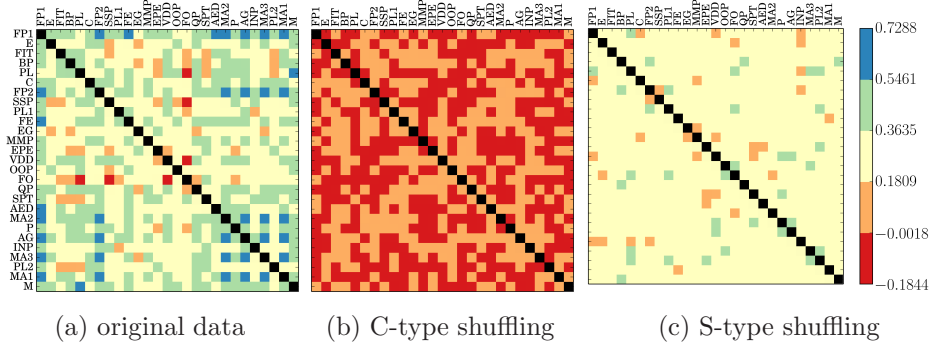 FP1 E FIT BP PL C FP2 SSP PL1 FE EG MMP EPE VDD OOP FO QP SPT AED MA2 P AG INP MA3 PL2 MA1 M
FP1 E FIT BP PL C FP2 SSP PL1 FE EG MMP EPE VDD OOP FO QP SPT AED MA2 P AG INP MA3 PL2 MA1 M
FP1 E FIT BP PL C FP2 SSP PL1 FE EG MMP EPE VDD OOP FO QP SPT AED MA2 P AG INP MA3 PL2 MA1 M
FP1
E
FIT
BP
PL
C
FP2
SSP
PL1
FE
EG
MMP
EPE
VDD
OOP
FO
QP
SPT
AED
MA2
P
AG
INP
MA3
PL2
MA1
M
0.7288
0.5461
0.3635
0.1809
−0.0018
−0.1844
(a) original data
(b) C-type shuffling
(c) S-type shuffling